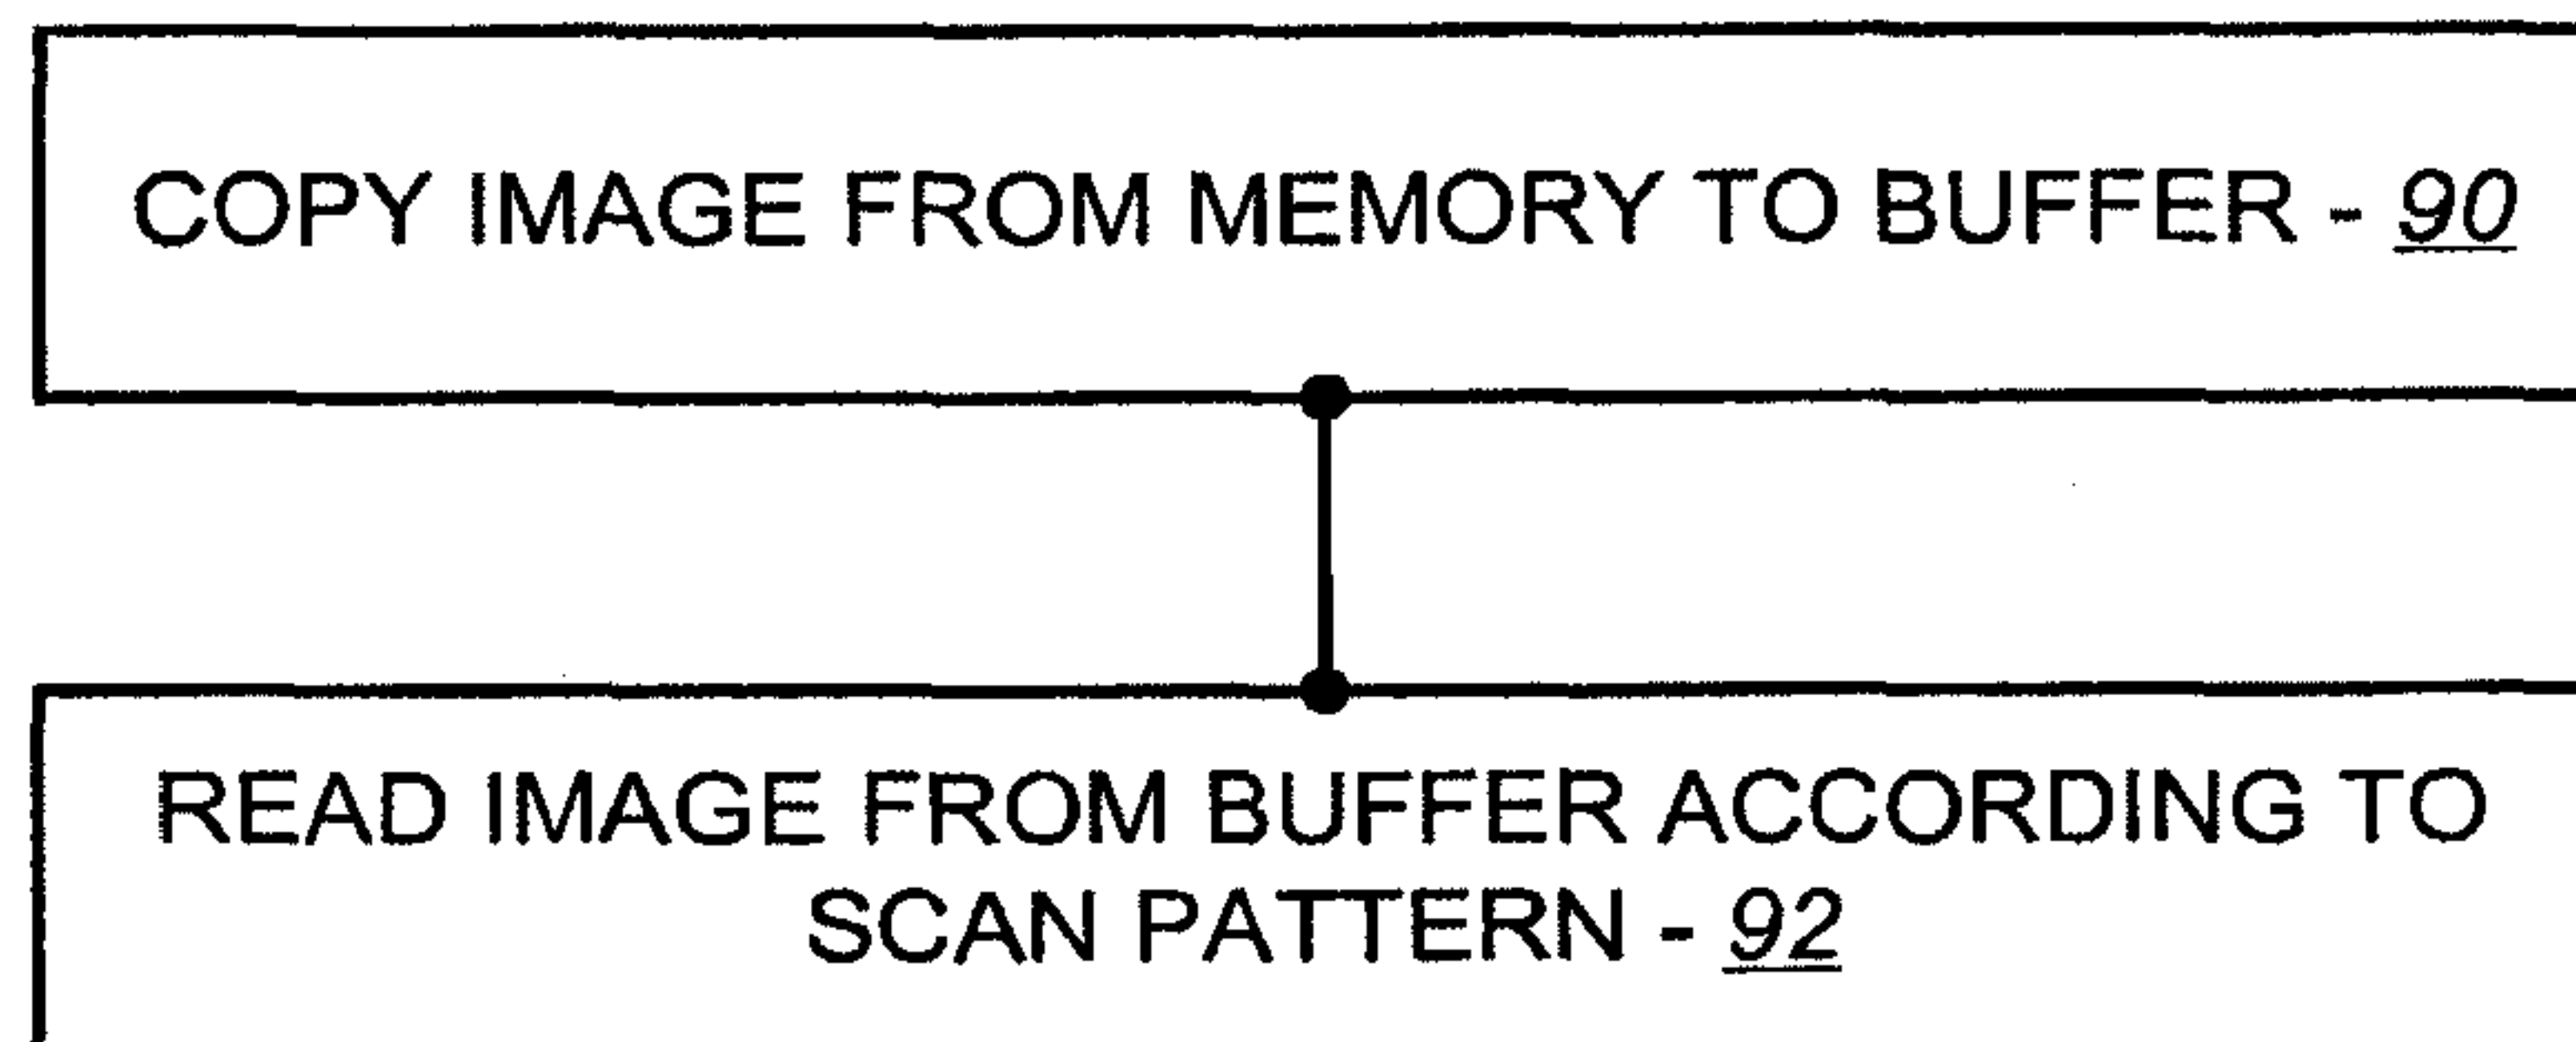 COPY IMAGE FROM MEMORY TO BUFFER - 90
READ IMAGE FROM BUFFER ACCORDING TO
SCAN PATTERN - 92